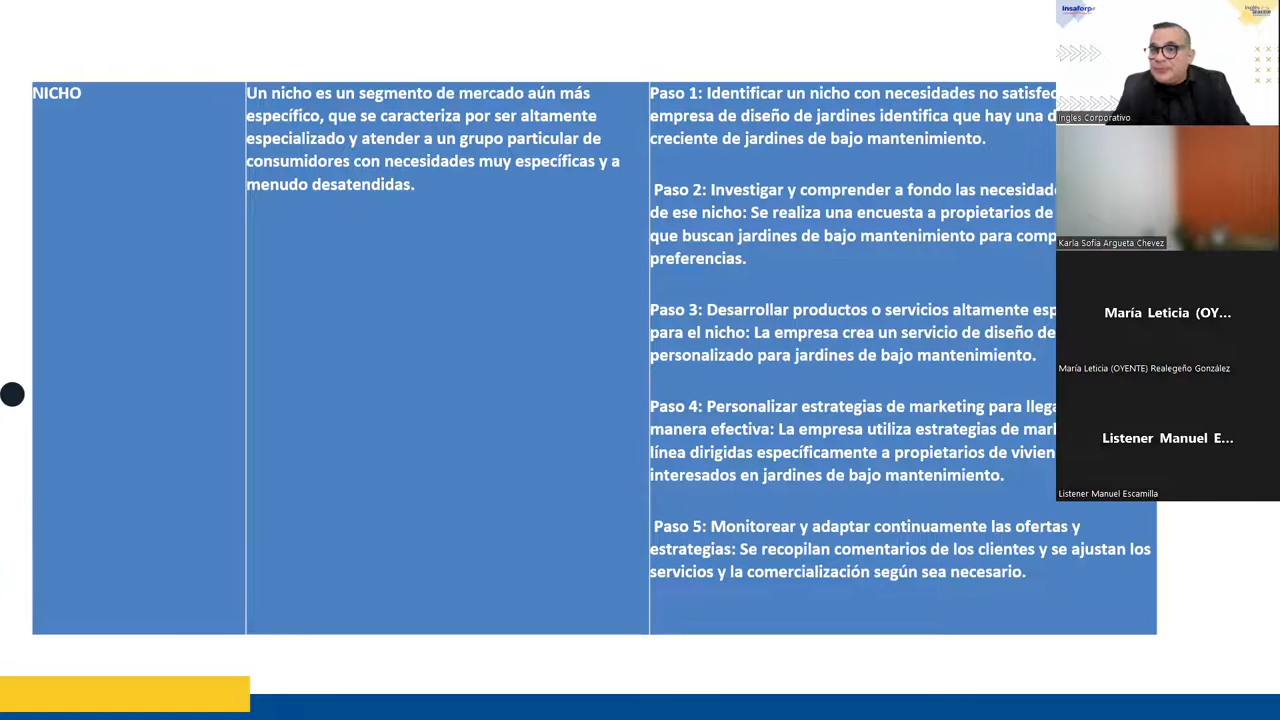 NICHO
Un nicho es un segmento de mercado aún más
específico, que se caracteriza por ser altamente
especializado y atender a un grupo particular de
consumidores con necesidades muy específicas y a
menudo desatendidas.
Paso 1: Identificar un nicho con necesidades no satisfec
empresa de diseño de jardines identifica que hay una d
creciente de jardines de bajo mantenimiento.
Paso 2: Investigar y comprender a fondo las necesidad
de ese nicho: Se realiza una encuesta a propietarios de
que buscan jardines de bajo mantenimiento para comp
preferencias.
Paso 3: Desarrollar productos o servicios altamente esp
para el nicho: La empresa crea un servicio de diseño de
personalizado para jardines de bajo mantenimiento.
Paso 4: Personalizar estrategias de marketing para llega
manera efectiva: La empresa utiliza estrategias de mar
línea dirigidas específicamente a propietarios de vivien
interesados en jardines de bajo mantenimiento.
Paso 5: Monitorear y adaptar continuamente las ofertas y
estrategias: Se recopilan comentarios de los clientes y se ajustan los
servicios y la comercialización según sea necesario.
insaforp
Ingles Corporativo
Karla Sofia Argueta Chevez
María Leticia (OY...
María Leticia (OYENTE) Realegeño González
Listener Manuel E...
Listener Manuel Escamilla